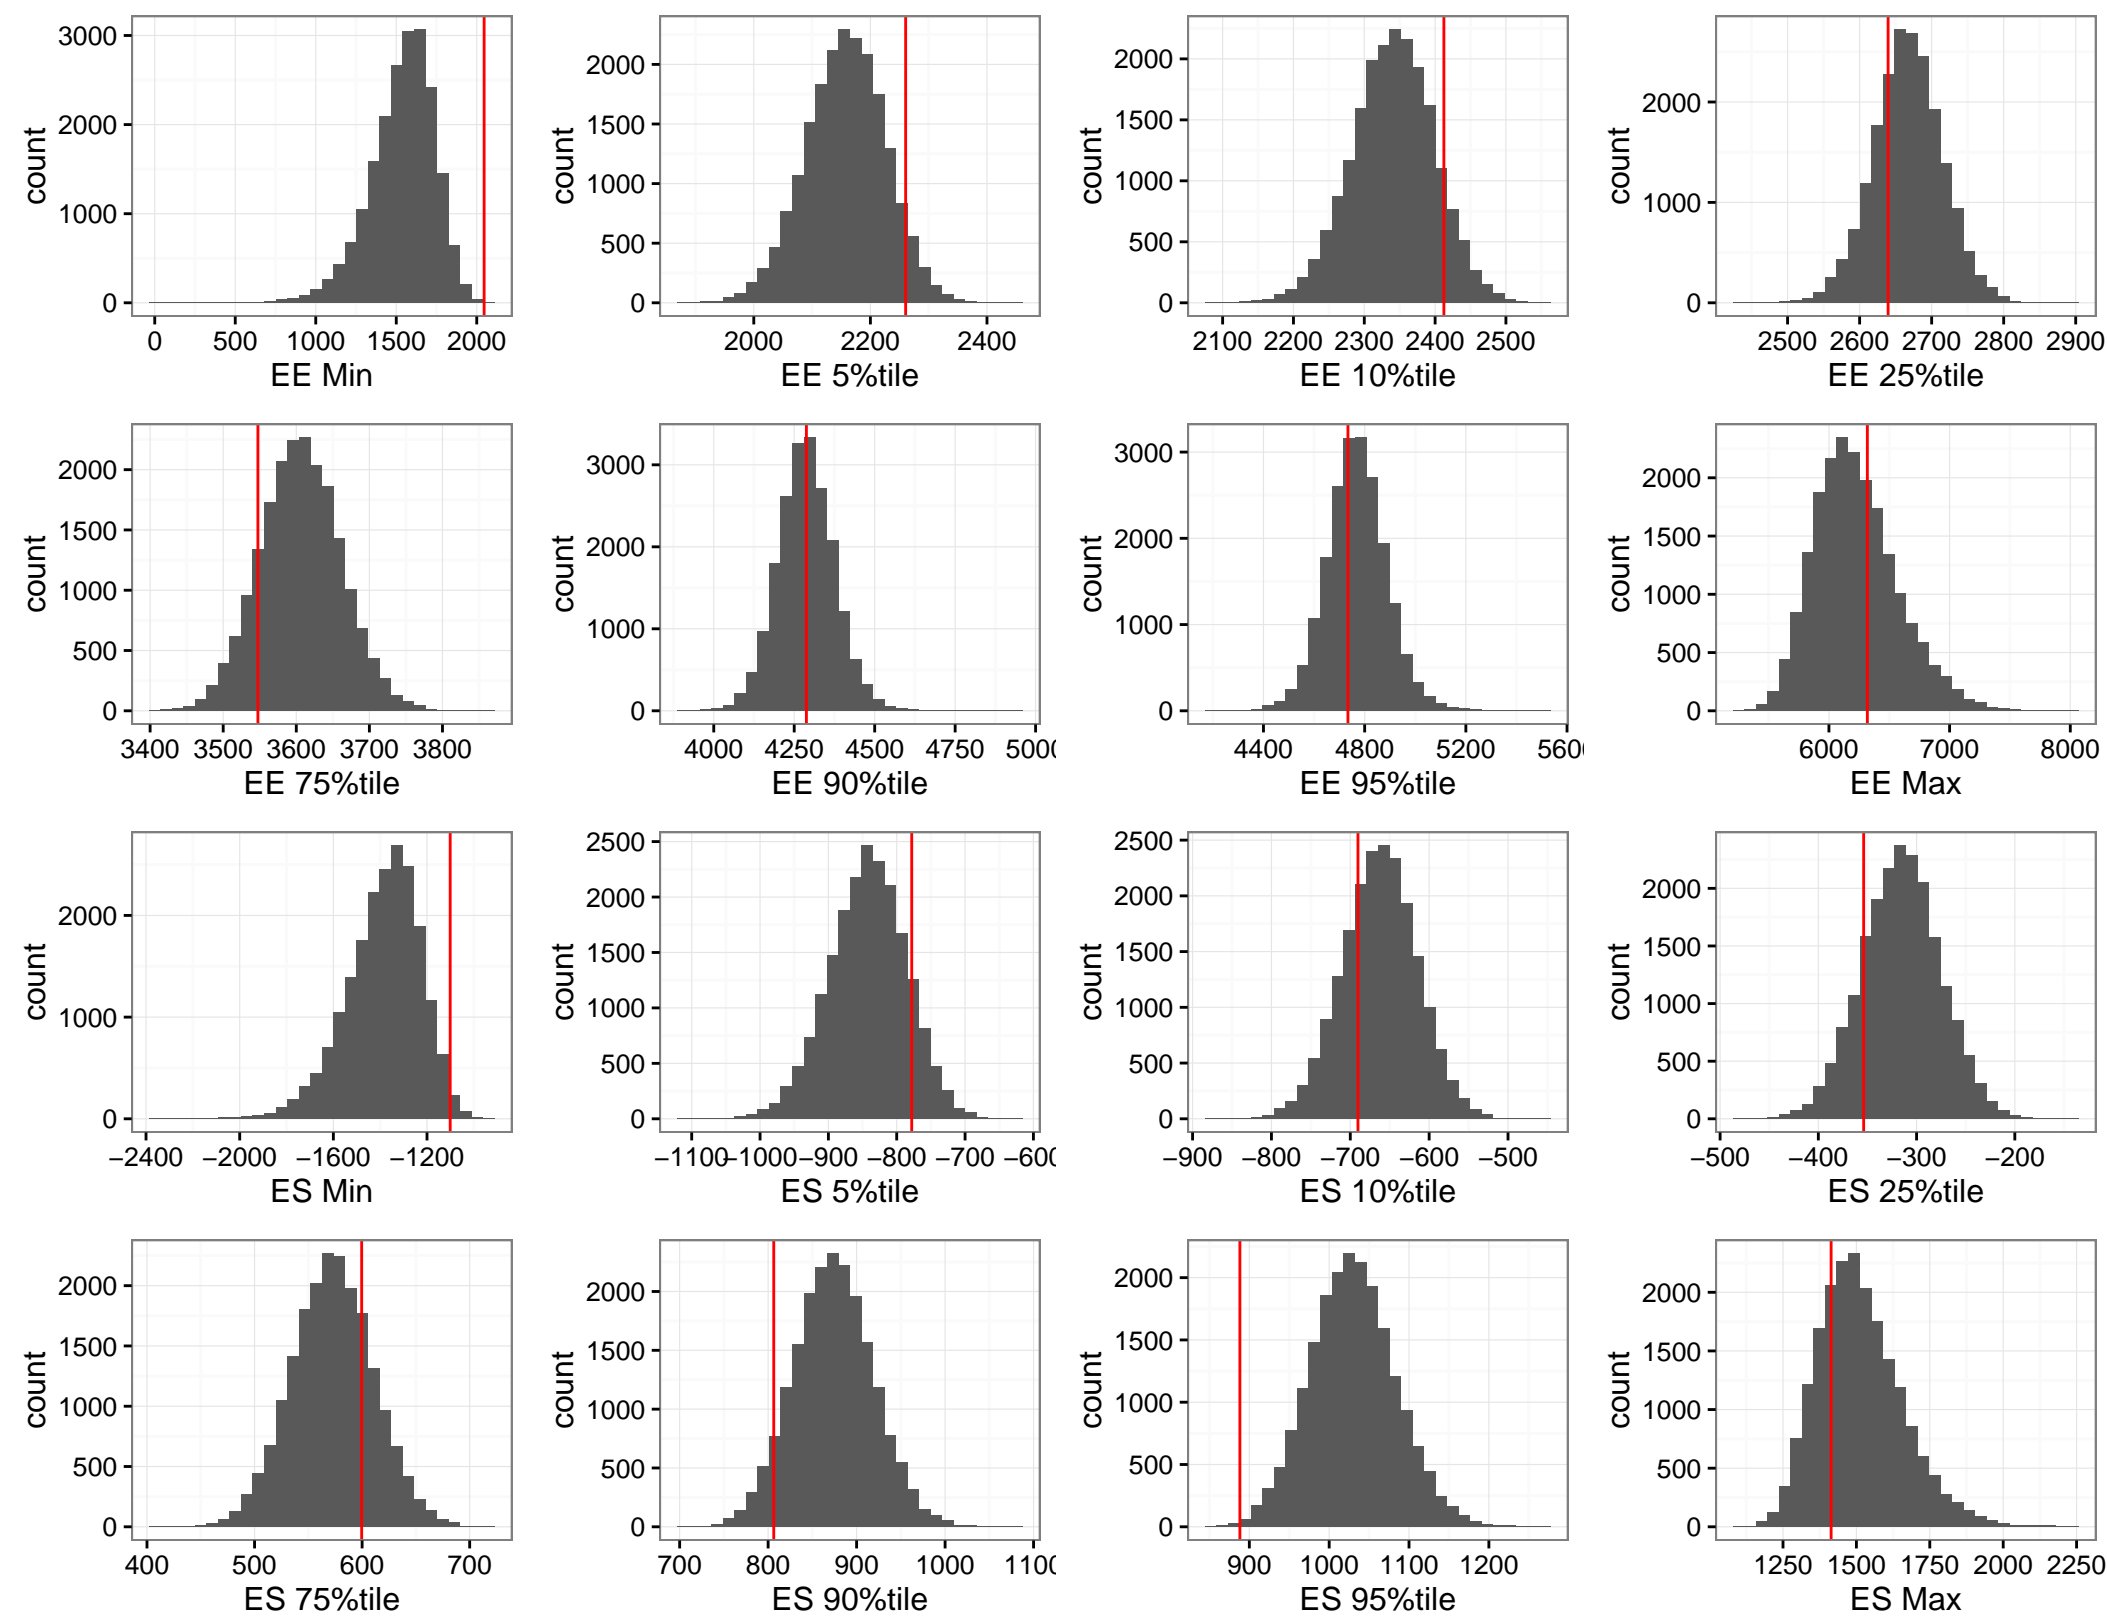 3000
2000
1000
0
count
0 500 1000 1500 2000
EE Min
2000
1500
1000
500
0
count
2000 2200 2400
EE 5%tile
2000
1500
1000
500
0
count
2100 2200 2300 2400 2500
EE 10%tile
2000
1000
0
count
2500 2600 2700 2800 2900
EE 25%tile
2000
1500
1000
500
0
count
3400 3500 3600 3700 3800
EE 75%tile
3000
2000
1000
0
count
4000 4250 4500 4750 5000
EE 90%tile
3000
2000
1000
0
count
4400 4800 5200 5600
EE 95%tile
2000
1500
1000
500
0
count
6000 7000 8000
EE Max
2000
1000
0
count
−2400 −2000 −1600 −1200
ES Min
2500
2000
1500
1000
500
0
count
−1100 −1000 −900 −800 −700 −600
ES 5%tile
2500
2000
1500
1000
500
0
count
−900 −800 −700 −600 −500
ES 10%tile
2000
1500
1000
500
0
count
−500 −400 −300 −200
ES 25%tile
2000
1500
1000
500
0
count
400 500 600 700
ES 75%tile
2000
1500
1000
500
0
count
700 800 900 1000 1100
ES 90%tile
2000
1500
1000
500
0
count
900 1000 1100 1200
ES 95%tile
2000
1500
1000
500
0
count
1250 1500 1750 2000 2250
ES Max